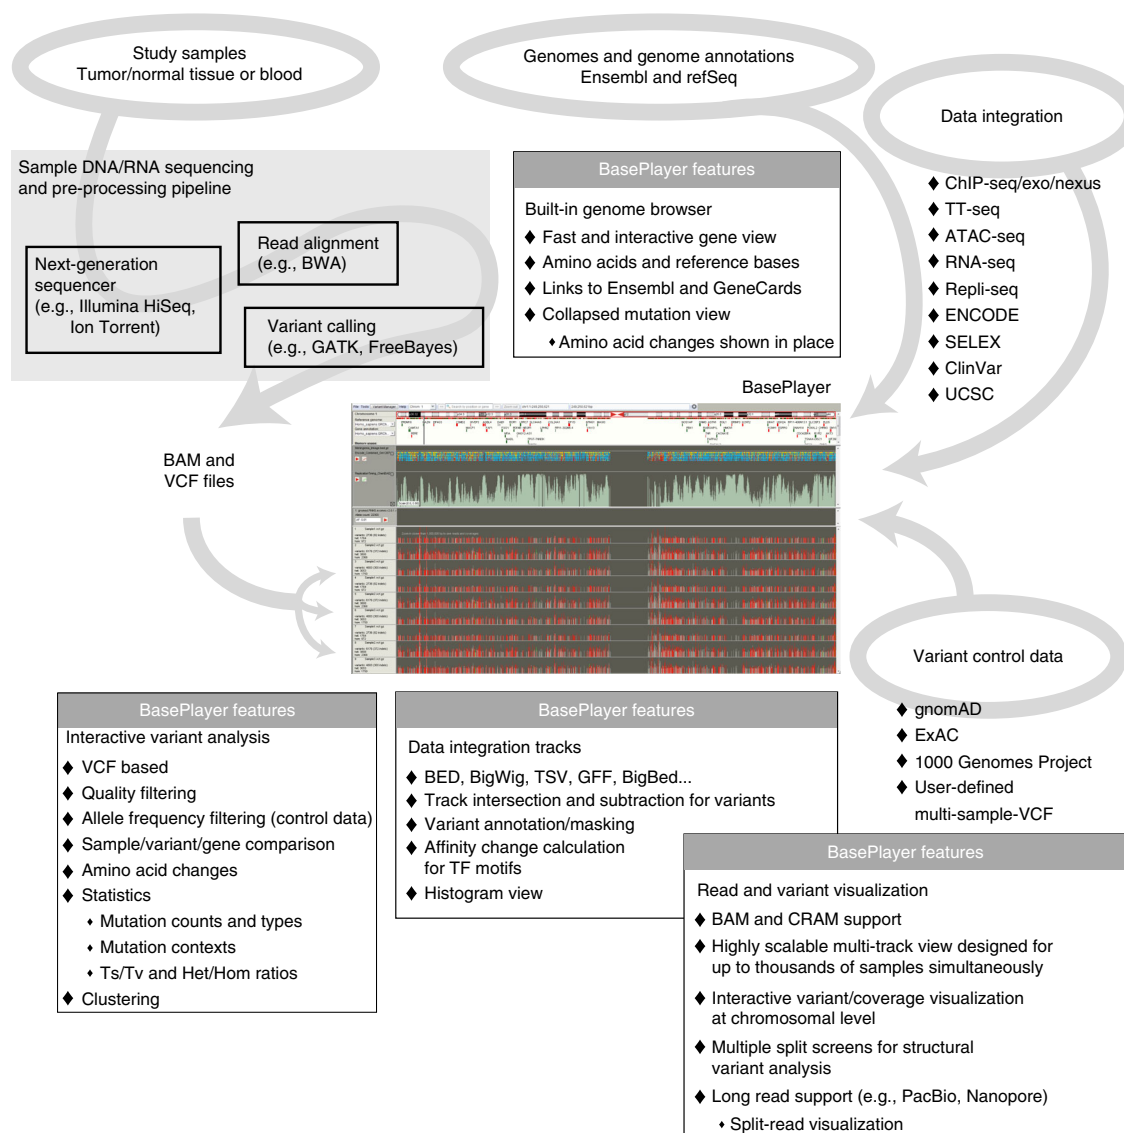 Study samples
Tumor/normal tissue or blood
Genomes and genome annotations
Ensembl and refSeq
Data integration
♦ ChIP-seq/exo/nexus
♦ TT-seq
♦ ATAC-seq
♦ RNA-seq
♦ Repli-seq
♦ ENCODE
♦ SELEX
♦ ClinVar
♦ UCSC
Sample DNA/RNA sequencing
and pre-processing pipeline
Next-generation
sequencer
(e.g., Illumina HiSeq,
Ion Torrent)
Read alignment
(e.g., BWA)
Variant calling
(e.g., GATK, FreeBayes)
BasePlayer features
Built-in genome browser
♦ Fast and interactive gene view
♦ Amino acids and reference bases
♦ Links to Ensembl and GeneCards
♦ Collapsed mutation view
♦ Amino acid changes shown in place
BasePlayer
BAM and
VCF files
Variant control data
♦ gnomAD
♦ ExAC
♦ 1000 Genomes Project
♦ User-defined
multi-sample-VCF
BasePlayer features
Interactive variant analysis
♦ VCF based
♦ Quality filtering
♦ Allele frequency filtering (control data)
♦ Sample/variant/gene comparison
♦ Amino acid changes
♦ Statistics
♦ Mutation counts and types
♦ Mutation contexts
♦ Ts/Tv and Het/Hom ratios
♦ Clustering
BasePlayer features
Data integration tracks
♦ BED, BigWig, TSV, GFF, BigBed...
♦ Track intersection and subtraction for variants
♦ Variant annotation/masking
♦ Affinity change calculation
for TF motifs
♦ Histogram view
BasePlayer features
Read and variant visualization
♦ BAM and CRAM support
♦ Highly scalable multi-track view designed for
up to thousands of samples simultaneously
♦ Interactive variant/coverage visualization
at chromosomal level
♦ Multiple split screens for structural
variant analysis
♦ Long read support (e.g., PacBio, Nanopore)
♦ Split-read visualization